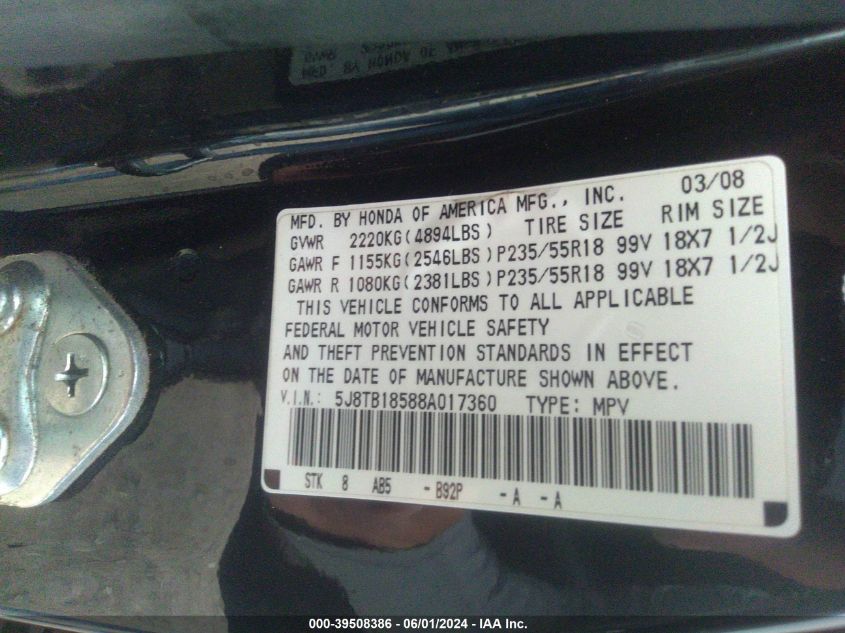 MFD. BY HONDA OF AMERICA MFG., INC. 03/08
GVWR 2220KG(4894LBS) TIRE SIZE RIM SIZE
GAWR F 1155KG(2546LBS)P235/55R18 99V 18X7 1/2J
GAWR R 1080KG(2381LBS)P235/55R18 99V 18X7 1/2J
THIS VEHICLE CONFORMS TO ALL APPLICABLE
FEDERAL MOTOR VEHICLE SAFETY
AND THEFT PREVENTION STANDARDS IN EFFECT
ON THE DATE OF MANUFACTURE SHOWN ABOVE.
V.I.N.: 5J8TB18588A017360 TYPE: MPV
STK 8 AB5 -B92P -A -A
000-39508386 - 06/01/2024 - IAA Inc.